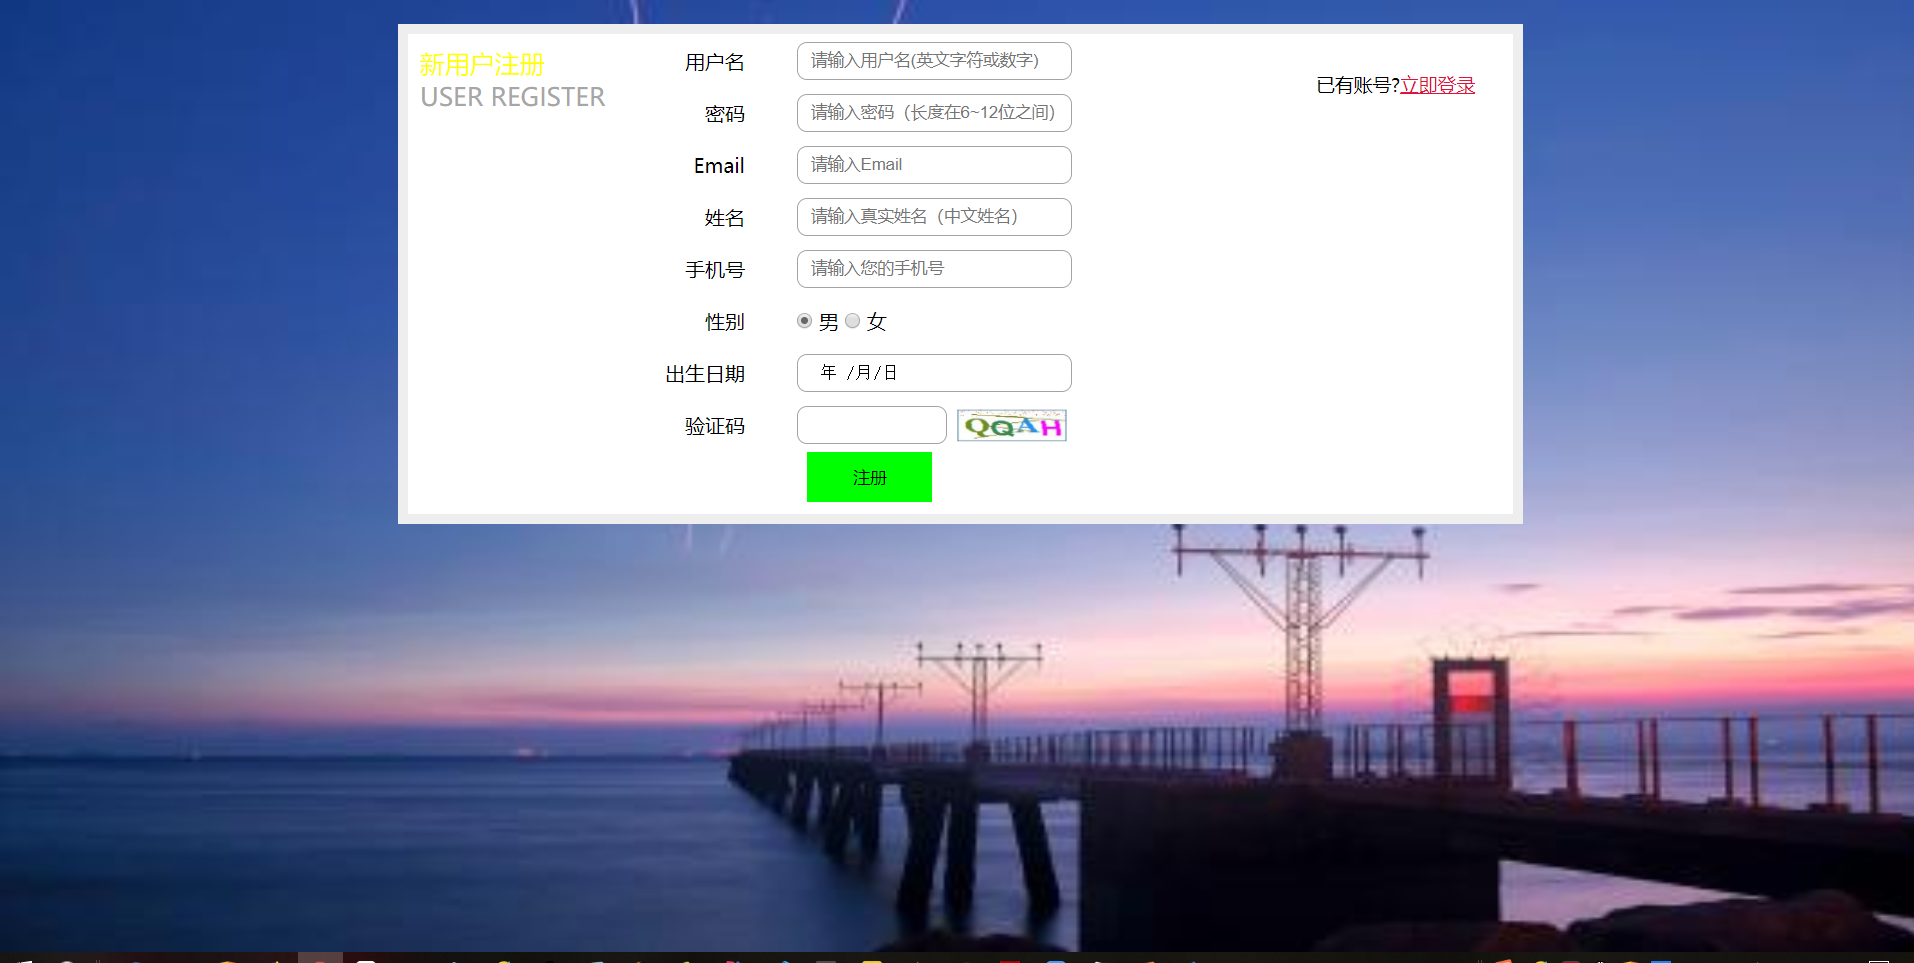 新用户注册
USER REGISTER
用户名 请输入用户名(英文字符或数字)
已有账号?立即登录
密码 请输入密码（长度在6~12位之间）
Email 请输入Email
姓名 请输入真实姓名（中文姓名）
手机号 请输入您的手机号
性别 男 女
出生日期 年 /月/日
验证码 QQAH
注册